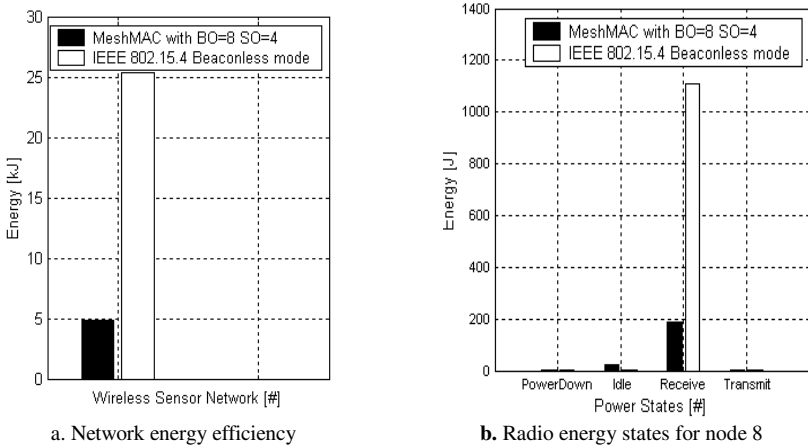 30
25
20
15
10
5
0
Energy [kJ]
MeshMAC with BO=8 SO=4
IEEE 802.15.4 Beaconless mode
Wireless Sensor Network [#]
a. Network energy efficiency
1400
1200
1000
800
600
400
200
0
Energy [J]
MeshMAC with BO=8 SO=4
IEEE 802.15.4 Beaconless mode
PowerDown Idle Receive Transmit
Power States [#]
b. Radio energy states for node 8